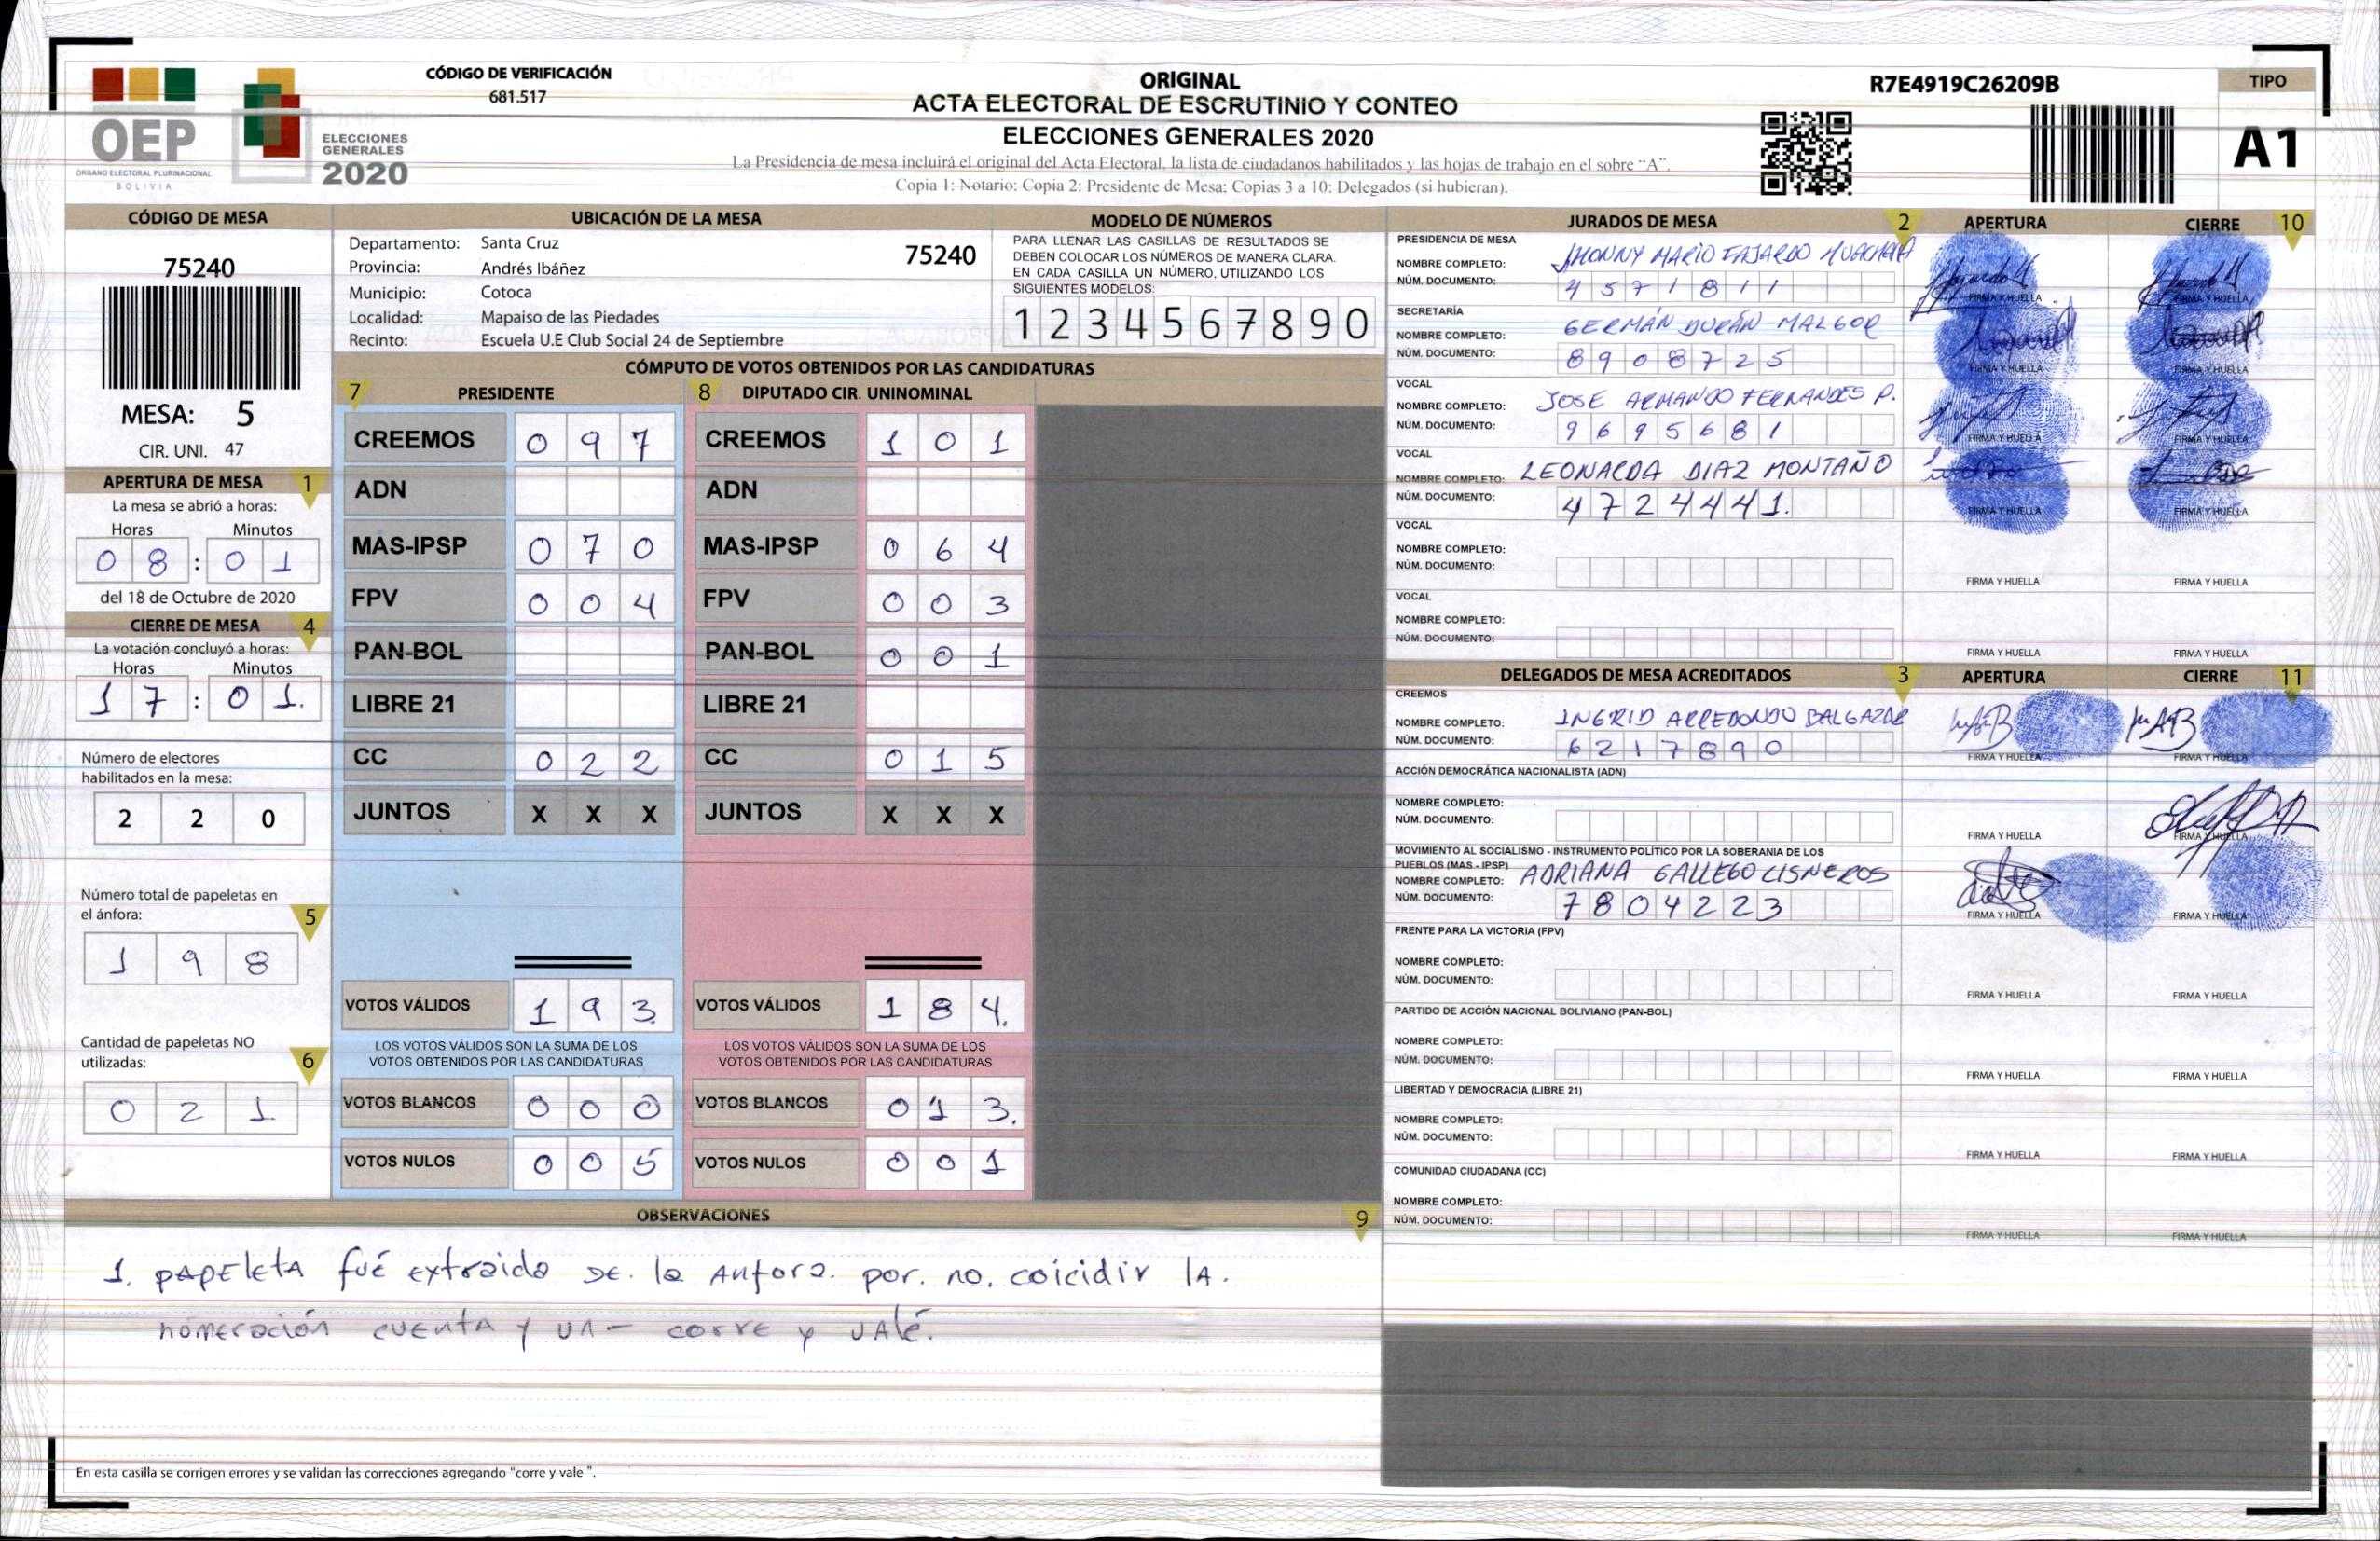 CÓDIGO DE VERIFICACIÓN
681.517
OEP
ORGANO ELECTORAL PLURINACIONAL
BOLIVIA
ELECCIONES
GENERALES
2020
ORIGINAL
ACTA ELECTORAL DE ESCRUTINIO Y CONTEO
ELECCIONES GENERALES 2020
La Presidencia de mesa incluirá el original del Acta Electoral, la lista de ciudadanos habilitados y las hojas de trabajo en el sobre "A".
Copia 1: Notario: Copia 2: Presidente de Mesa: Copias 3 a 10: Delegados (si hubieran).
R7E4919C26209B
TIPO
A1
CÓDIGO DE MESA
75240
MESA: 5
CIR. UNI. 47
UBICACIÓN DE LA MESA
Departamento: Santa Cruz
75240
Provincia: Andrés Ibáñez
Municipio: Cotoca
Localidad: Mapaiso de las Piedades
Recinto: Escuela U.E Club Social 24 de Septiembre
MODELO DE NÚMEROS
PARA LLENAR LAS CASILLAS DE RESULTADOS SE
DEBEN COLOCAR LOS NÚMEROS DE MANERA CLARA.
EN CADA CASILLA UN NÚMERO, UTILIZANDO LOS
SIGUIENTES MODELOS:
1 2 3 4 5 6 7 8 9 0
APERTURA DE MESA 1
La mesa se abrió a horas:
Horas Minutos
0 8 : 0 1
del 18 de Octubre de 2020
CIERRE DE MESA 4
La votación concluyó a horas:
Horas Minutos
1 7 : 0 1.
Número de electores
habilitados en la mesa:
2 2 0
Número total de papeletas en
el ánfora: 5
1 9 8
Cantidad de papeletas NO
utilizadas: 6
0 2 1
CÓMPUTO DE VOTOS OBTENIDOS POR LAS CANDIDATURAS
7 PRESIDENTE
CREEMOS 0 9 7
ADN
MAS-IPSP 0 7 0
FPV 0 0 4
PAN-BOL
LIBRE 21
CC 0 2 2
JUNTOS X X X
VOTOS VÁLIDOS 1 9 3
LOS VOTOS VÁLIDOS SON LA SUMA DE LOS
VOTOS OBTENIDOS POR LAS CANDIDATURAS
VOTOS BLANCOS 0 0 0
VOTOS NULOS 0 0 5
8 DIPUTADO CIR. UNINOMINAL
CREEMOS 1 0 1
ADN
MAS-IPSP 0 6 4
FPV 0 0 3
PAN-BOL 0 0 1
LIBRE 21
CC 0 1 5
JUNTOS X X X
VOTOS VÁLIDOS 1 8 4.
LOS VOTOS VÁLIDOS SON LA SUMA DE LOS
VOTOS OBTENIDOS POR LAS CANDIDATURAS
VOTOS BLANCOS 0 1 3.
VOTOS NULOS 0 0 1
OBSERVACIONES 9
1. PAPELETA fué extraida DE. la Anfora. por. no. coicidir lA.
nomeración CUENTA y UN- CORRE y VAlé.
En esta casilla se corrigen errores y se validan las correcciones agregando "corre y vale ".
JURADOS DE MESA 2 APERTURA CIERRE 10
PRESIDENCIA DE MESA
NOMBRE COMPLETO: JHONNY MARIO FAJARDO
NÚM. DOCUMENTO: 4 5 7 1 8 1 1
FIRMA Y HUELLA FIRMA Y HUELLA
SECRETARÍA
NOMBRE COMPLETO: GERMÁN DURÁN MALGOR
NÚM. DOCUMENTO: 8 9 0 8 7 2 5
FIRMA Y HUELLA FIRMA Y HUELLA
VOCAL
NOMBRE COMPLETO: JOSE ARMANDO FERNANDES P.
NÚM. DOCUMENTO: 9 6 9 5 6 8 1
FIRMA Y HUELLA FIRMA Y HUELLA
VOCAL
NOMBRE COMPLETO: LEONARDA DIAZ MONTAÑO
NÚM. DOCUMENTO: 4 7 2 4 4 4 1.
FIRMA Y HUELLA FIRMA Y HUELLA
VOCAL
NOMBRE COMPLETO:
NÚM. DOCUMENTO:
FIRMA Y HUELLA FIRMA Y HUELLA
VOCAL
NOMBRE COMPLETO:
NÚM. DOCUMENTO:
FIRMA Y HUELLA FIRMA Y HUELLA
DELEGADOS DE MESA ACREDITADOS 3 APERTURA CIERRE 11
CREEMOS
NOMBRE COMPLETO: INGRID ARREDONDO BALGAZAR
NÚM. DOCUMENTO: 6 2 1 7 8 9 0
FIRMA Y HUELLA FIRMA Y HUELLA
ACCIÓN DEMOCRÁTICA NACIONALISTA (ADN)
NOMBRE COMPLETO:
NÚM. DOCUMENTO:
FIRMA Y HUELLA FIRMA Y HUELLA
MOVIMIENTO AL SOCIALISMO - INSTRUMENTO POLÍTICO POR LA SOBERANIA DE LOS
PUEBLOS (MAS - IPSP)
NOMBRE COMPLETO: ADRIANA GALLEGO CISNEROS
NÚM. DOCUMENTO: 7 8 0 4 2 2 3
FIRMA Y HUELLA FIRMA Y HUELLA
FRENTE PARA LA VICTORIA (FPV)
NOMBRE COMPLETO:
NÚM. DOCUMENTO:
FIRMA Y HUELLA FIRMA Y HUELLA
PARTIDO DE ACCIÓN NACIONAL BOLIVIANO (PAN-BOL)
NOMBRE COMPLETO:
NÚM. DOCUMENTO:
FIRMA Y HUELLA FIRMA Y HUELLA
LIBERTAD Y DEMOCRACIA (LIBRE 21)
NOMBRE COMPLETO:
NÚM. DOCUMENTO:
FIRMA Y HUELLA FIRMA Y HUELLA
COMUNIDAD CIUDADANA (CC)
NOMBRE COMPLETO:
NÚM. DOCUMENTO:
FIRMA Y HUELLA FIRMA Y HUELLA